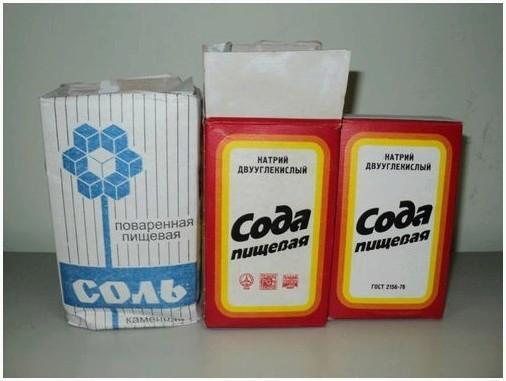 поваренная
пищевая
соль
каменная
НАТРИЙ
ДВУУГЛЕКИСЛЫЙ
Сода
пищевая
НАТРИЙ
ДВУУГЛЕКИСЛЫЙ
Сода
пищевая
ГОСТ 2156-76